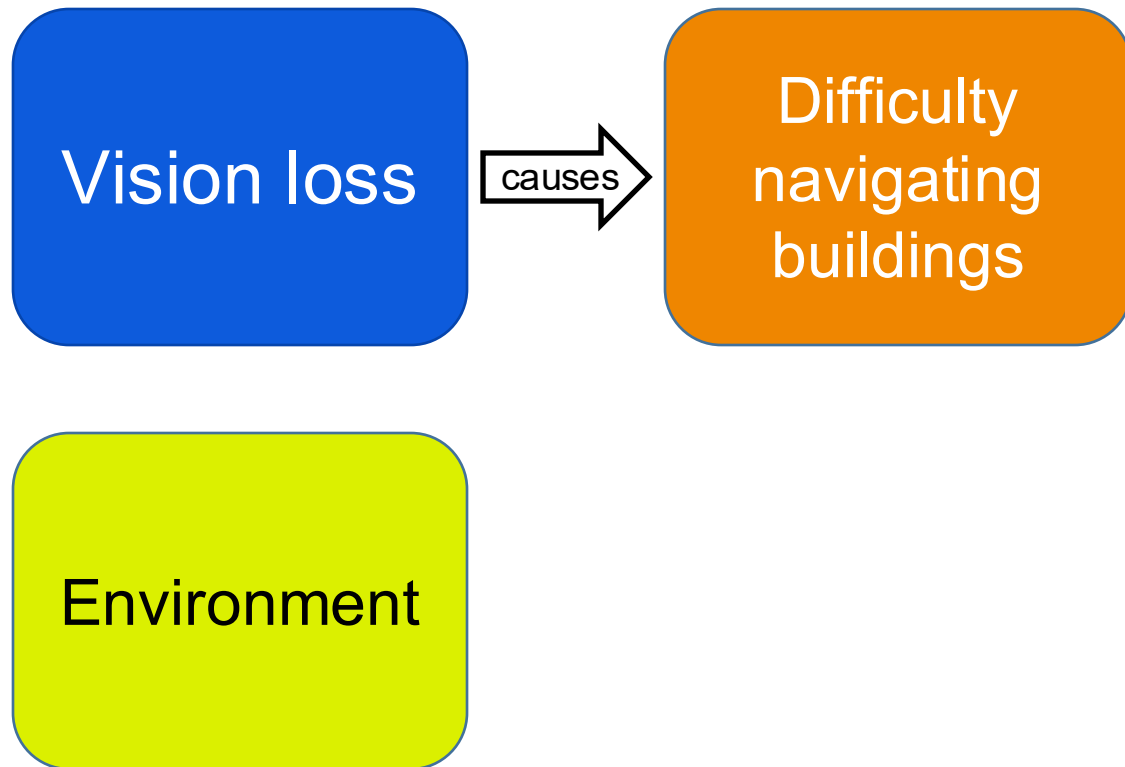 Vision loss
causes
Difficulty
navigating
buildings
Environment